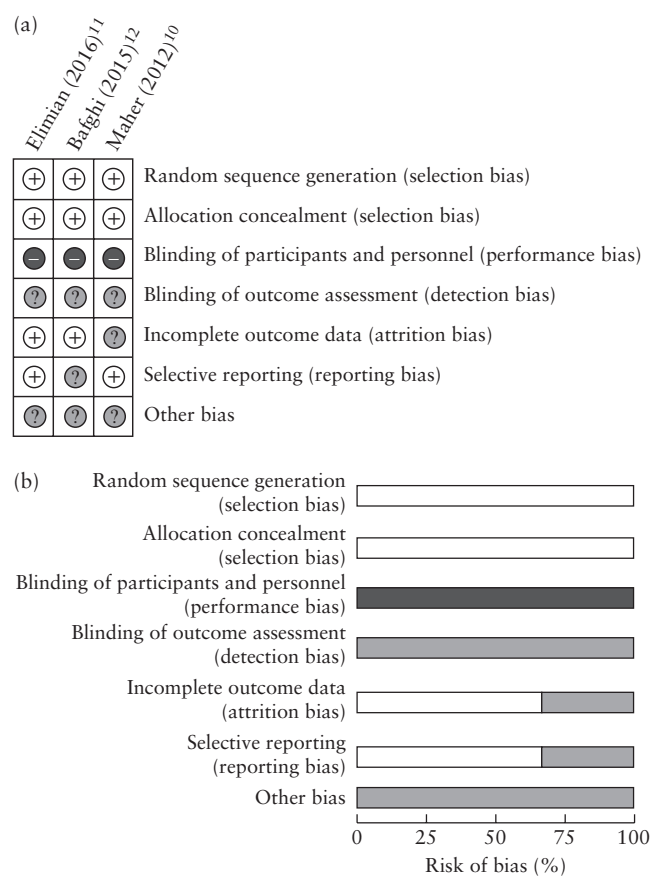 (a)
Elimian (2016)11
Bafghi (2015)12
Maher (2012)10
+ + + Random sequence generation (selection bias)
+ + + Allocation concealment (selection bias)
– – – Blinding of participants and personnel (performance bias)
? ? ? Blinding of outcome assessment (detection bias)
+ + ? Incomplete outcome data (attrition bias)
+ ? + Selective reporting (reporting bias)
? ? ? Other bias
(b)
Random sequence generation
(selection bias)
Allocation concealment
(selection bias)
Blinding of participants and personnel
(performance bias)
Blinding of outcome assessment
(detection bias)
Incomplete outcome data
(attrition bias)
Selective reporting
(reporting bias)
Other bias
0 25 50 75 100
Risk of bias (%)